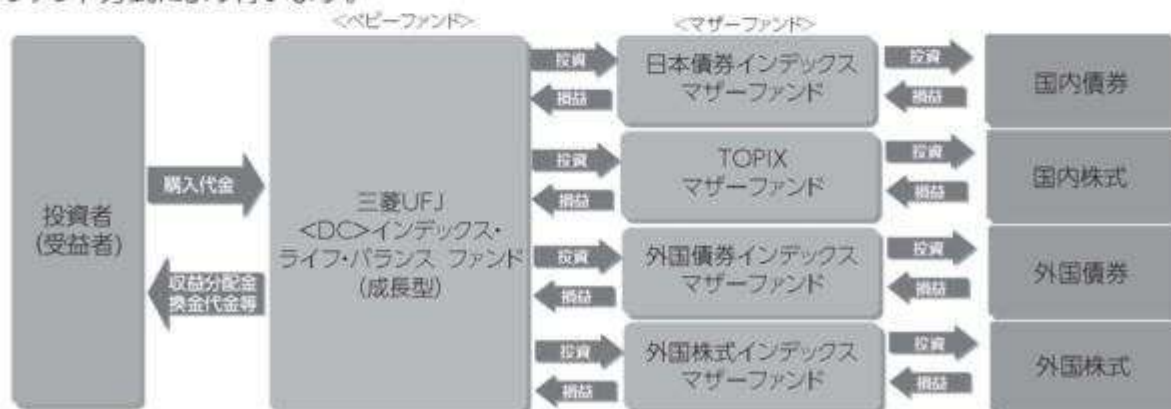 <ベビーファンド>
<マザーファンド>
投資者
(受益者)
購入代金
収益分配金
換金代金等
三菱UFJ
<DC>インデックス・
ライフ・バランス ファンド
(成長型)
投資
損益
日本債券インデックス
マザーファンド
投資
損益
国内債券
投資
損益
TOPIX
マザーファンド
投資
損益
国内株式
投資
損益
外国債券インデックス
マザーファンド
投資
損益
外国債券
投資
損益
外国株式インデックス
マザーファンド
投資
損益
外国株式